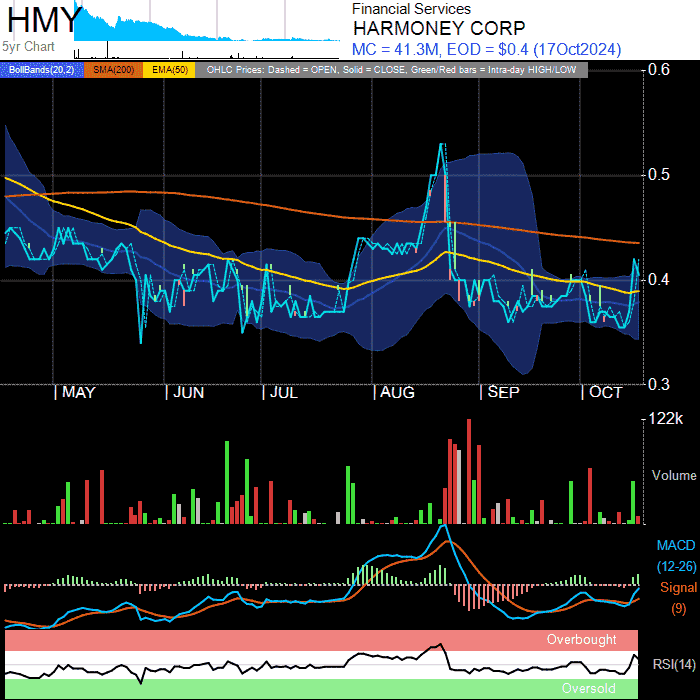 HMY
5yr Chart
Financial Services
HARMONEY CORP
MC = 41.3M, EOD = $0.4 (17Oct2024)
BollBands(20,2) SMA(200) EMA(50) OHLC Prices: Dashed = OPEN, Solid = CLOSE, Green/Red bars = Intra-day HIGH/LOW
0.6
0.5
0.4
0.3
MAY JUN JUL AUG SEP OCT
122k
Volume
MACD
(12-26)
Signal
(9)
Overbought
RSI(14)
Oversold